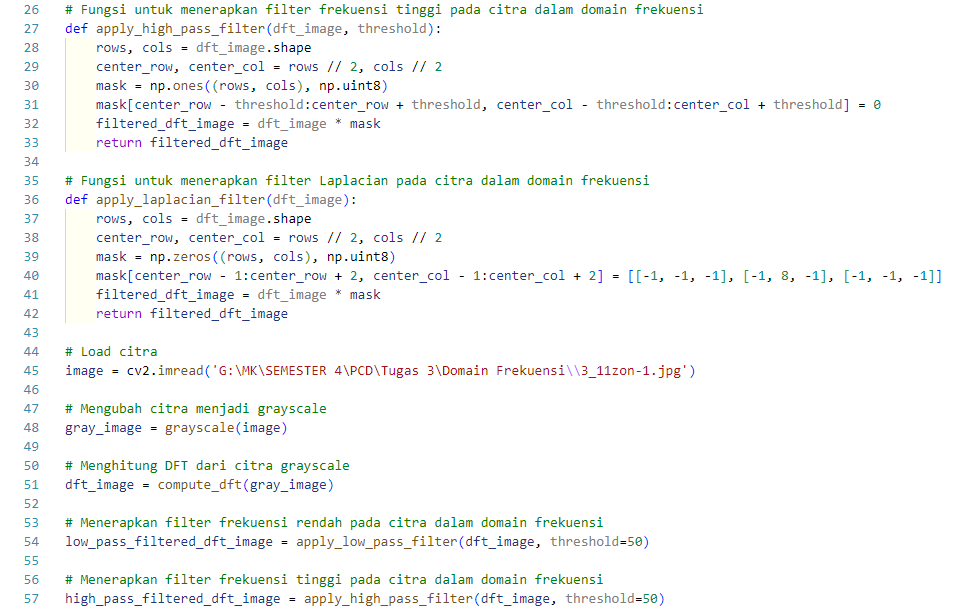 26 # Fungsi untuk menerapkan filter frekuensi tinggi pada citra dalam domain frekuensi
27 def apply_high_pass_filter(dft_image, threshold):
28     rows, cols = dft_image.shape
29     center_row, center_col = rows // 2, cols // 2
30     mask = np.ones((rows, cols), np.uint8)
31     mask[center_row - threshold:center_row + threshold, center_col - threshold:center_col + threshold] = 0
32     filtered_dft_image = dft_image * mask
33     return filtered_dft_image
34
35 # Fungsi untuk menerapkan filter Laplacian pada citra dalam domain frekuensi
36 def apply_laplacian_filter(dft_image):
37     rows, cols = dft_image.shape
38     center_row, center_col = rows // 2, cols // 2
39     mask = np.zeros((rows, cols), np.uint8)
40     mask[center_row - 1:center_row + 2, center_col - 1:center_col + 2] = [[-1, -1, -1], [-1, 8, -1], [-1, -1, -1]]
41     filtered_dft_image = dft_image * mask
42     return filtered_dft_image
43
44 # Load citra
45 image = cv2.imread('G:\MK\SEMESTER 4\PCD\Tugas 3\Domain Frekuensi\\3_11zon-1.jpg')
46
47 # Mengubah citra menjadi grayscale
48 gray_image = grayscale(image)
49
50 # Menghitung DFT dari citra grayscale
51 dft_image = compute_dft(gray_image)
52
53 # Menerapkan filter frekuensi rendah pada citra dalam domain frekuensi
54 low_pass_filtered_dft_image = apply_low_pass_filter(dft_image, threshold=50)
55
56 # Menerapkan filter frekuensi tinggi pada citra dalam domain frekuensi
57 high_pass_filtered_dft_image = apply_high_pass_filter(dft_image, threshold=50)